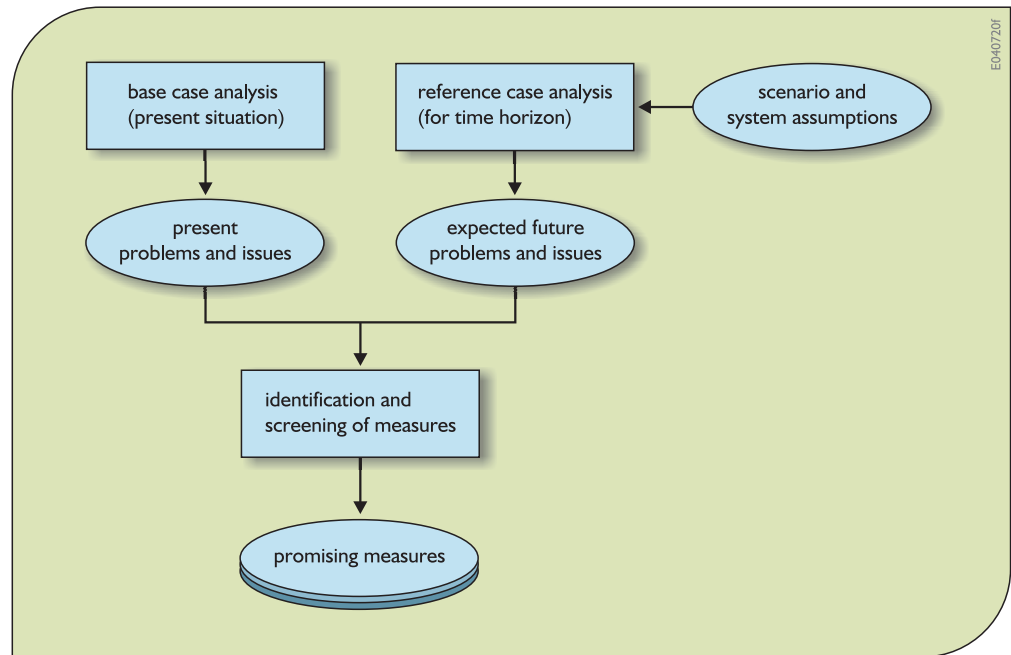 E040720f
base case analysis
(present situation)
reference case analysis
(for time horizon)
scenario and
system assumptions
present
problems and issues
expected future
problems and issues
identification and
screening of measures
promising measures